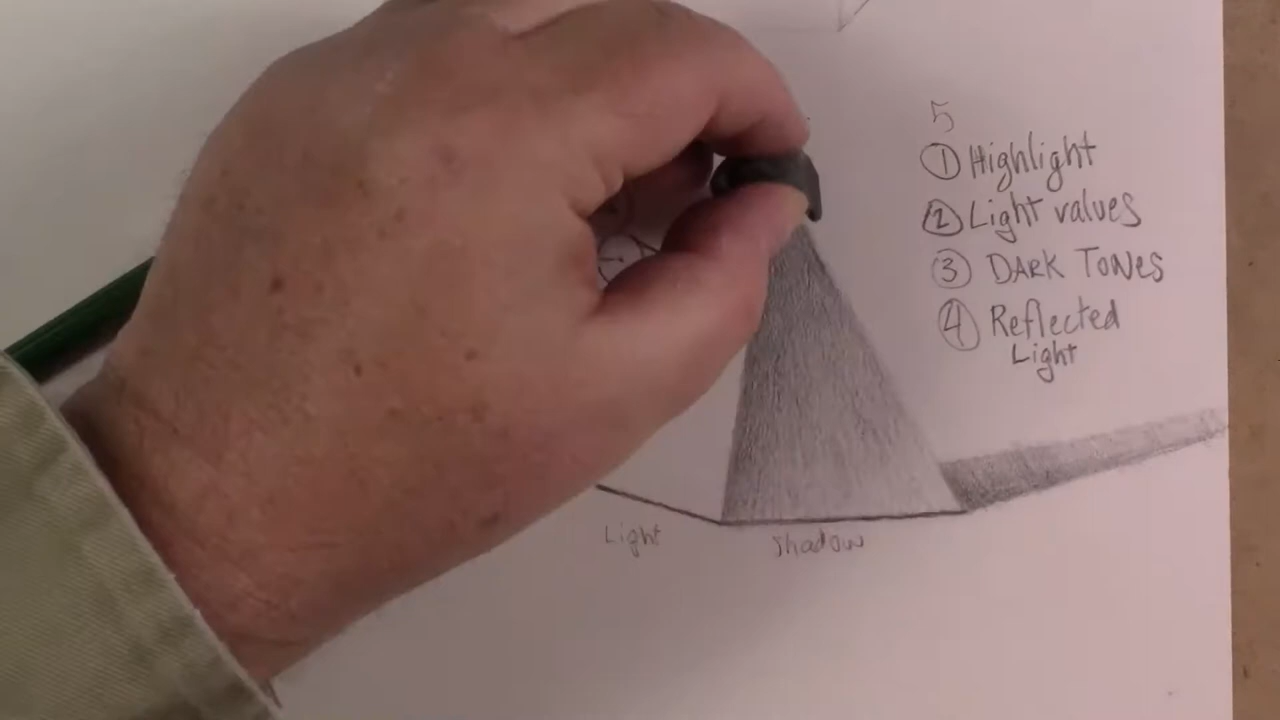 5
① Highlight
② Light values
③ DARK TONES
④ Reflected
Light
Light
Shadow